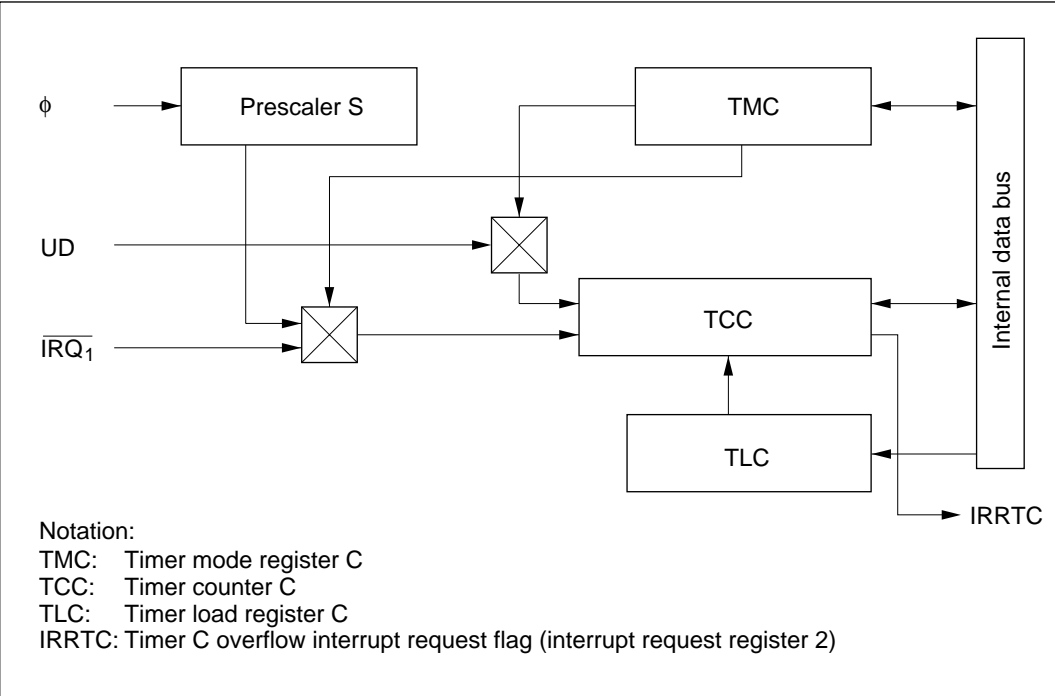 ϕ
Prescaler S
TMC
Internal data bus
UD
TCC
I̅R̅Q̅₁̅
TLC
IRRTC
Notation:
TMC: Timer mode register C
TCC: Timer counter C
TLC: Timer load register C
IRRTC: Timer C overflow interrupt request flag (interrupt request register 2)